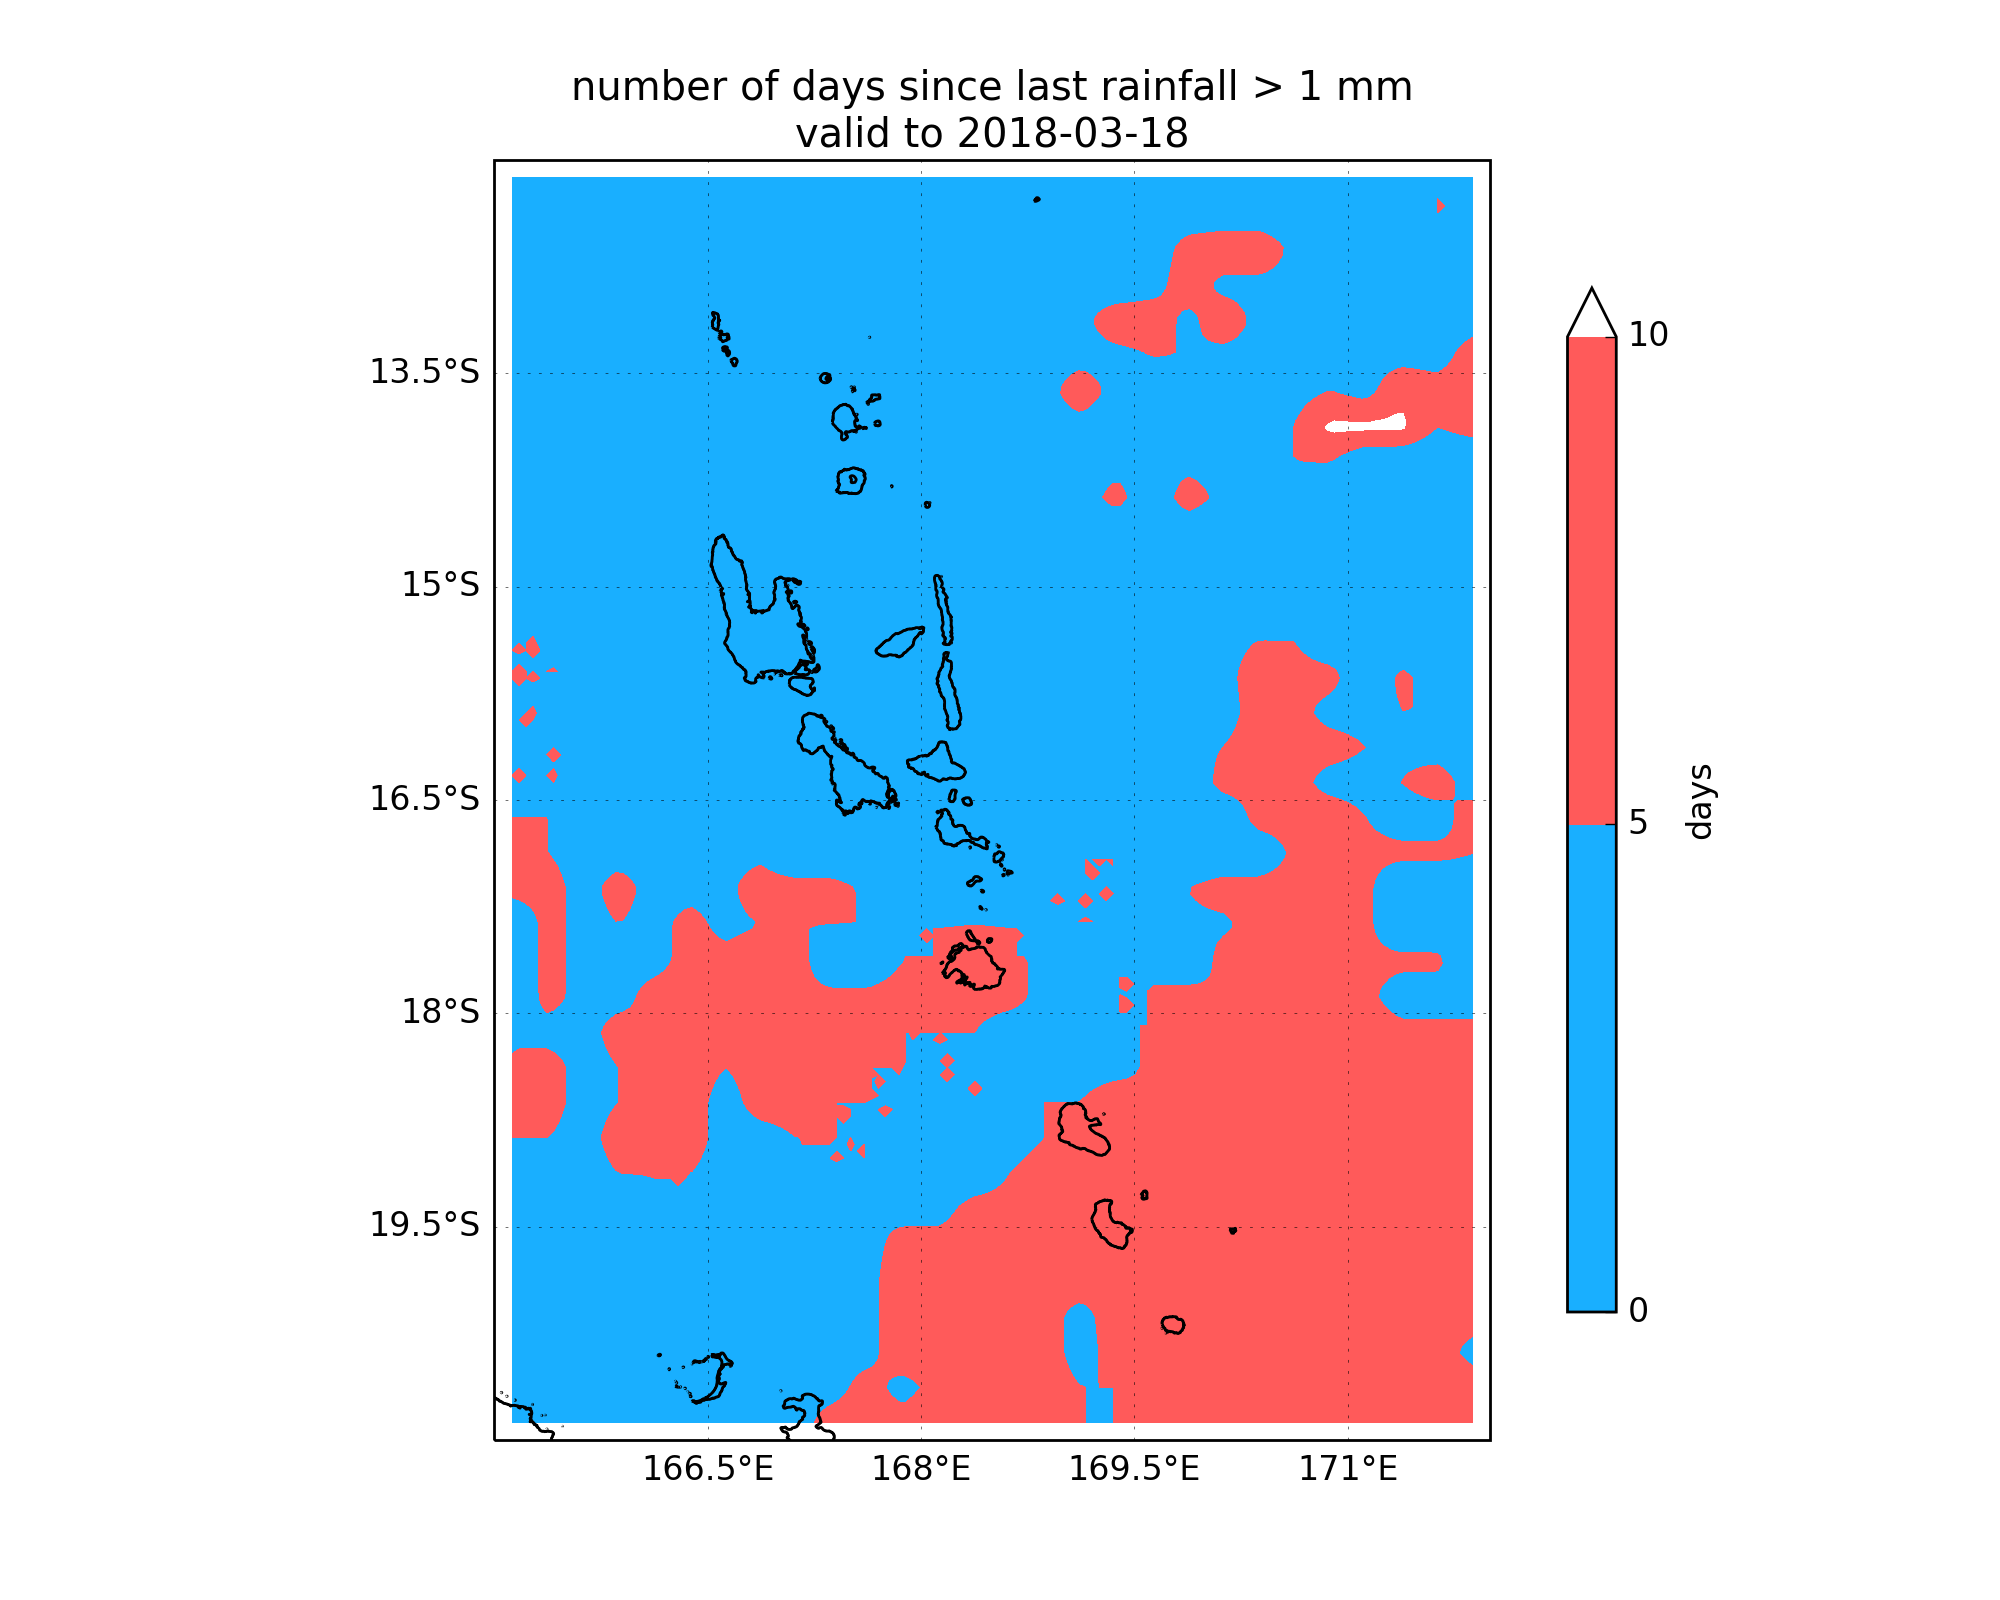 number of days since last rainfall > 1 mm
valid to 2018-03-18
13.5°S
15°S
16.5°S
18°S
19.5°S
166.5°E
168°E
169.5°E
171°E
10
5
0
days